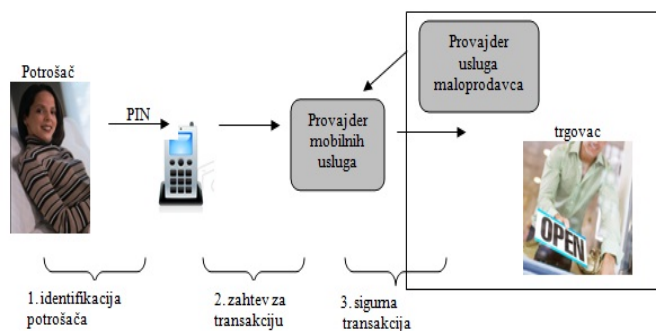 Potrošač
PIN
Provajder
mobilnih
usluga
Provajder
usluga
maloprodavca
trgovac
OPEN
1. identifikacija
potrošača
2. zahtev za
transakciju
3. sigurna
transakcija